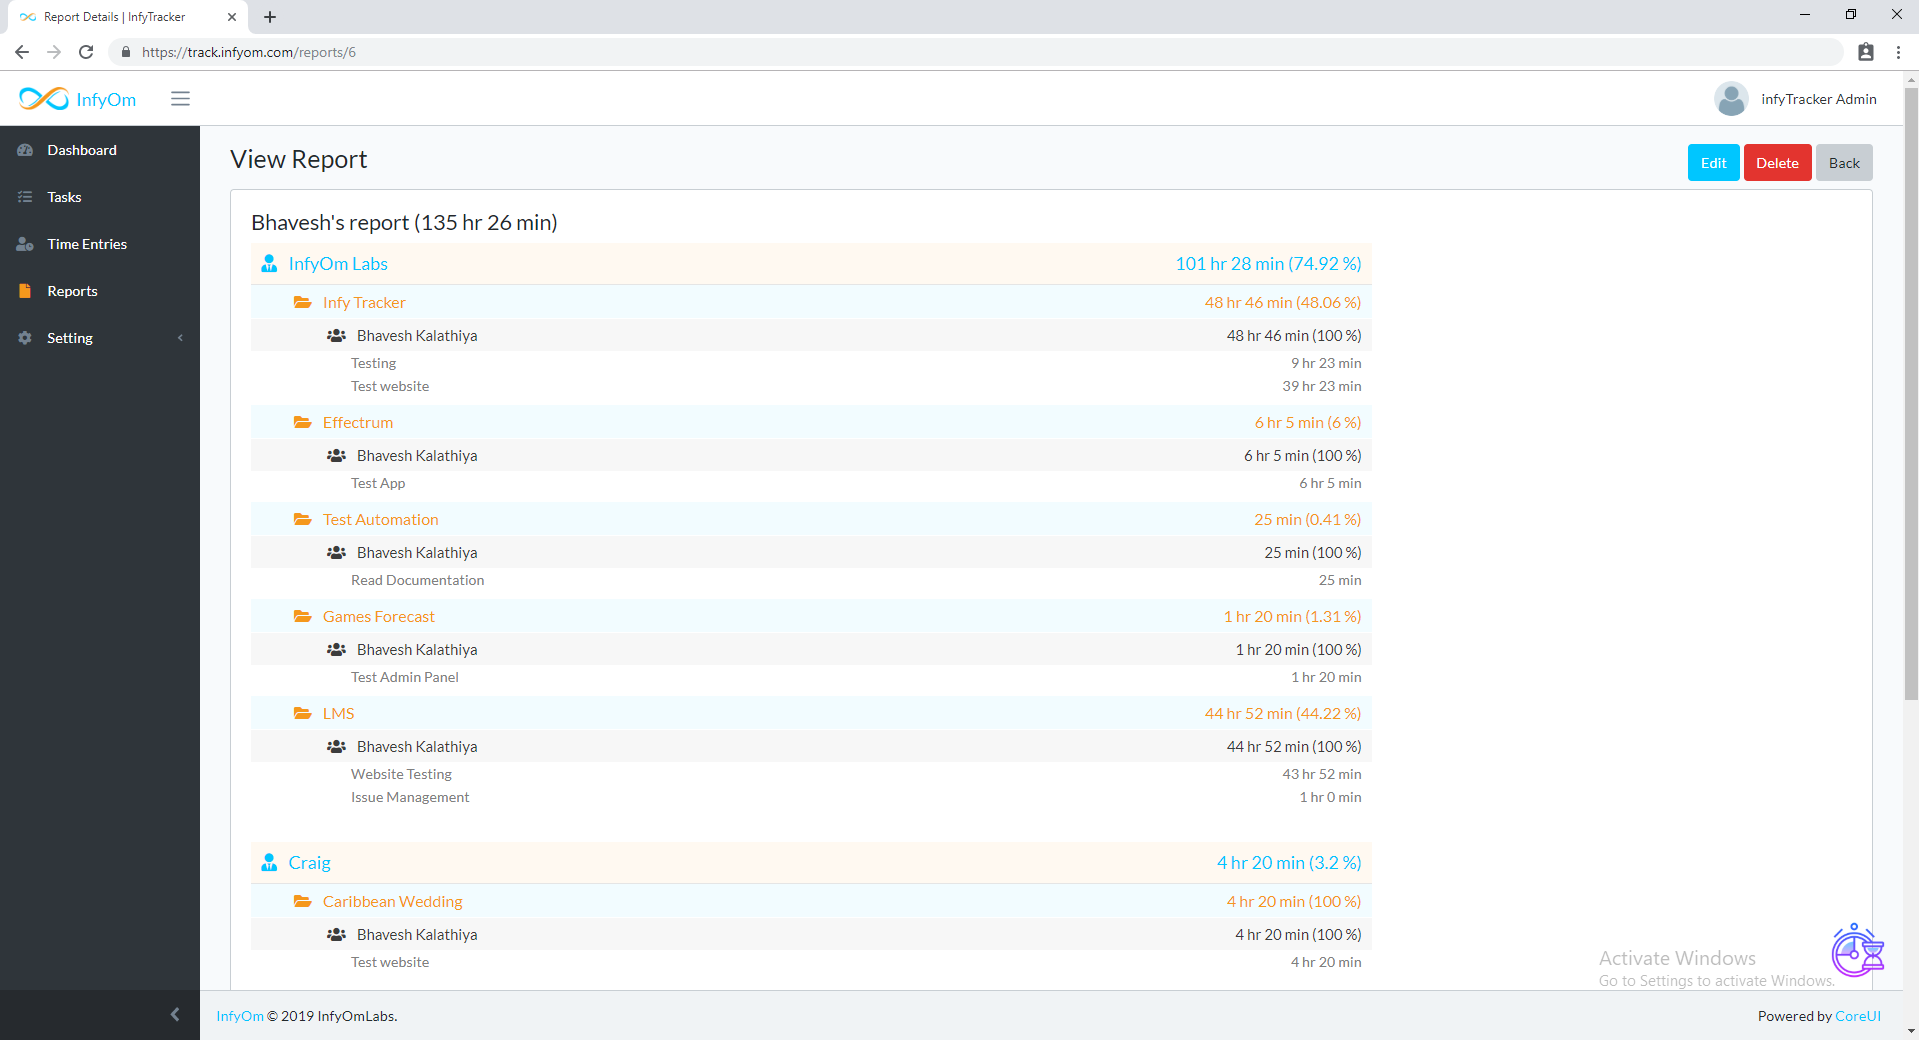 Report Details | InfyTracker
https://track.infyom.com/reports/6
InfyOm
infyTracker Admin
Dashboard
Tasks
Time Entries
Reports
Setting
View Report
Edit
Delete
Back
Bhavesh's report (135 hr 26 min)
InfyOm Labs 101 hr 28 min (74.92 %)
Infy Tracker 48 hr 46 min (48.06 %)
Bhavesh Kalathiya 48 hr 46 min (100 %)
Testing 9 hr 23 min
Test website 39 hr 23 min
Effectrum 6 hr 5 min (6 %)
Bhavesh Kalathiya 6 hr 5 min (100 %)
Test App 6 hr 5 min
Test Automation 25 min (0.41 %)
Bhavesh Kalathiya 25 min (100 %)
Read Documentation 25 min
Games Forecast 1 hr 20 min (1.31 %)
Bhavesh Kalathiya 1 hr 20 min (100 %)
Test Admin Panel 1 hr 20 min
LMS 44 hr 52 min (44.22 %)
Bhavesh Kalathiya 44 hr 52 min (100 %)
Website Testing 43 hr 52 min
Issue Management 1 hr 0 min
Craig 4 hr 20 min (3.2 %)
Caribbean Wedding 4 hr 20 min (100 %)
Bhavesh Kalathiya 4 hr 20 min (100 %)
Test website 4 hr 20 min
Activate Windows
Go to Settings to activate Windows.
InfyOm © 2019 InfyOmLabs.
Powered by CoreUI